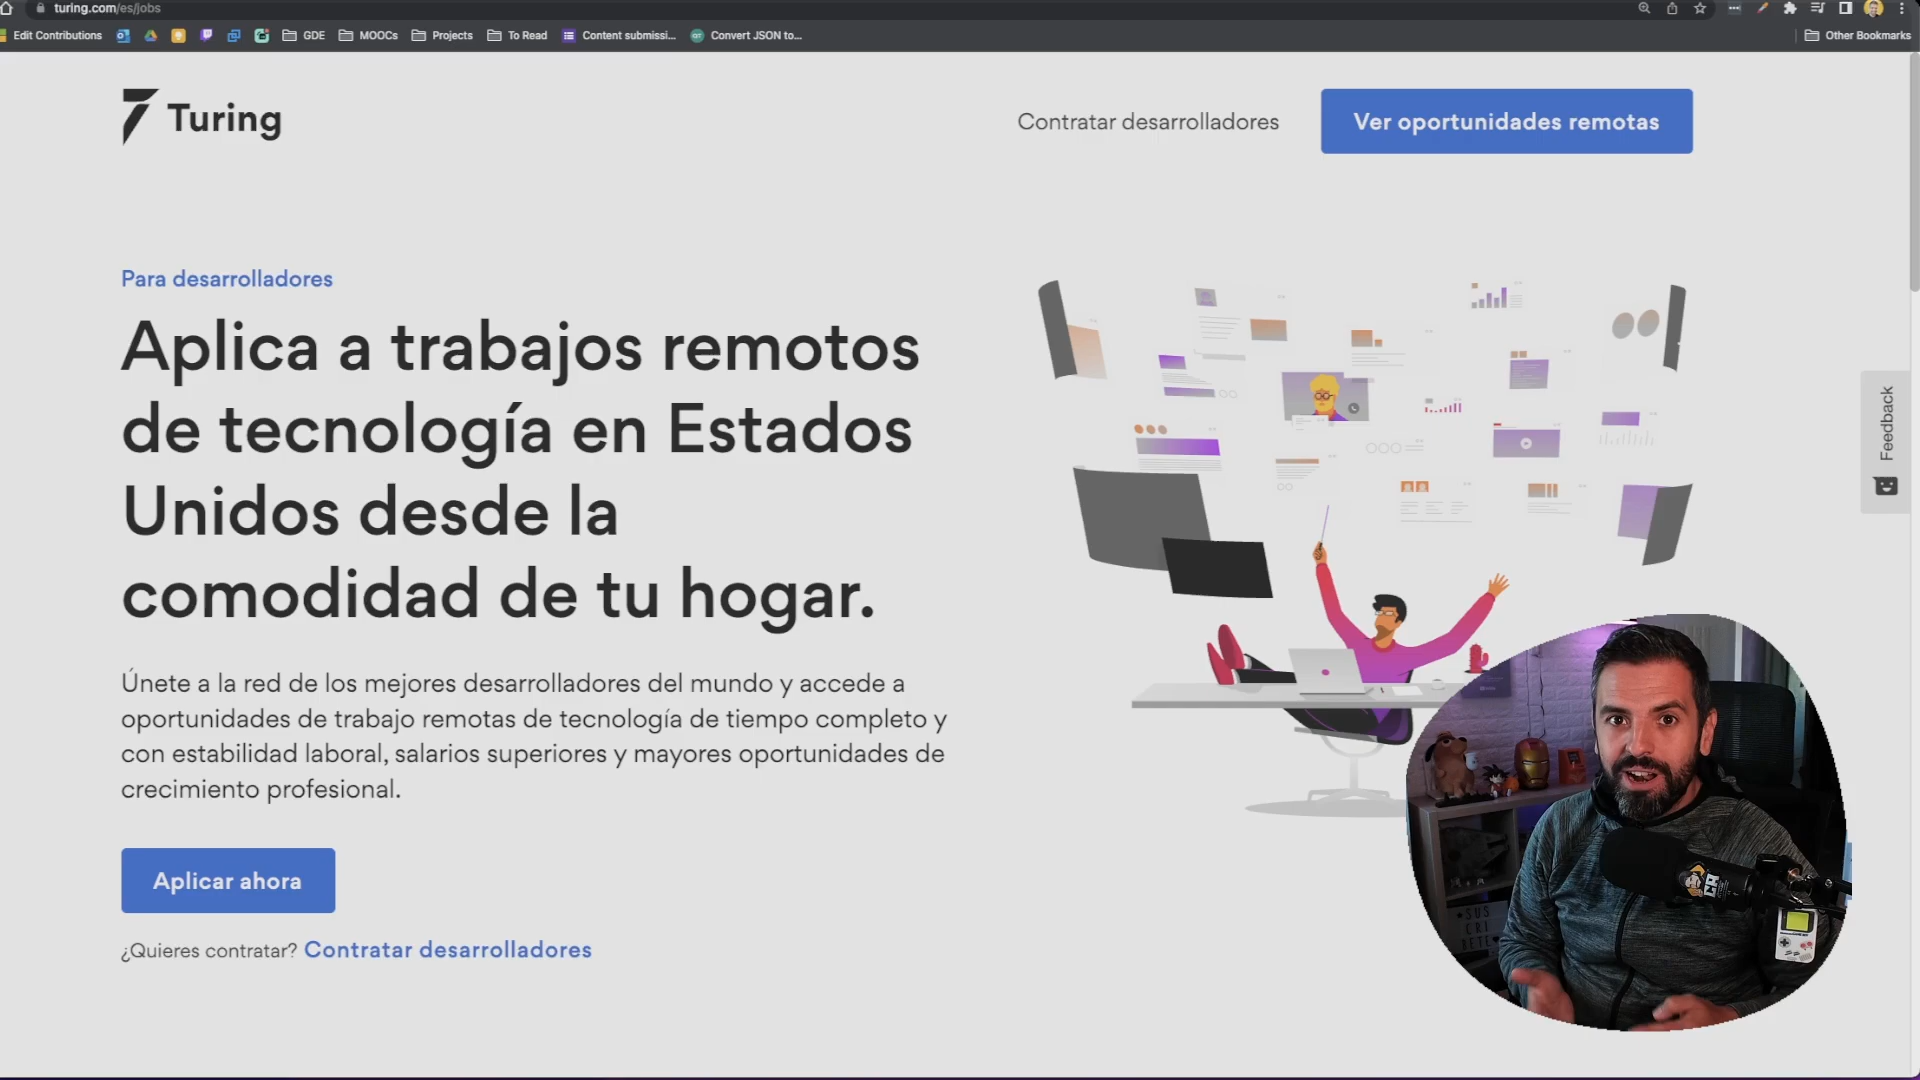 turing.com/es/jobs
Edit Contributions
GDE
MOOCs
Projects
To Read
Content submissi...
Convert JSON to...
Other Bookmarks
Turing
Contratar desarrolladores
Ver oportunidades remotas
Para desarrolladores
Aplica a trabajos remotos
de tecnología en Estados
Unidos desde la
comodidad de tu hogar.
Únete a la red de los mejores desarrolladores del mundo y accede a
oportunidades de trabajo remotas de tecnología de tiempo completo y
con estabilidad laboral, salarios superiores y mayores oportunidades de
crecimiento profesional.
Aplicar ahora
¿Quieres contratar? Contratar desarrolladores
Feedback
SUS
CRI
BETE
CA